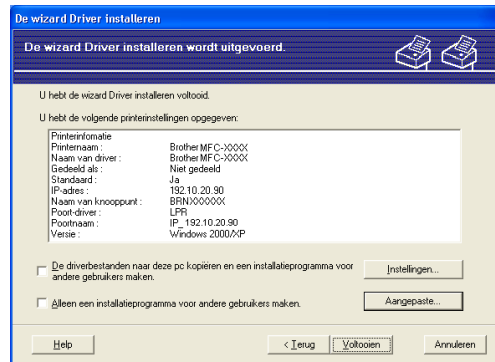 De wizard Driver installeren
De wizard Driver installeren wordt uitgevoerd.
U hebt de wizard Driver installeren voltooid.
U hebt de volgende printerinstellingen opgegeven:
Printerinfomatie
Printernaam : Brother MFC-XXXX
Naam van driver : Brother MFC-XXXX
Gedeeld als : Niet gedeeld
Standaard : Ja
IP-adres : 192.10.20.90
Naam van knooppunt : BRNXXXXXX
Poort-driver : LPR
Poortnaam : IP_192.10.20.90
Versie : Windows 2000/XP
De driverbestanden naar deze pc kopiëren en een installatieprogramma voor
andere gebruikers maken.
Instellingen...
Alleen een installatieprogramma voor andere gebruikers maken.
Aangepaste...
Help
< Terug
Voltooien
Annuleren